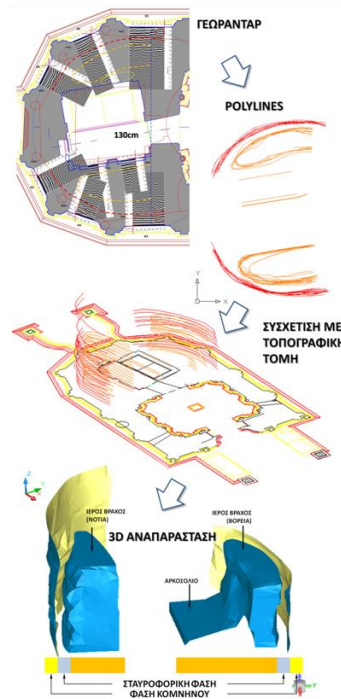 ΓΕΩΡΑΝΤΑΡ
130cm
POLYLINES
Y
X
ΣΥΣΧΕΤΙΣΗ ΜΕ
ΤΟΠΟΓΡΑΦΙΚΗ
ΤΟΜΗ
ΙΕΡΟΣ ΒΡΑΧΟΣ
(ΝΟΤΙΑ)
3D ΑΝΑΠΑΡΑΣΤΑΣΗ
ΙΕΡΟΣ ΒΡΑΧΟΣ
(ΒΟΡΕΙΑ)
ΑΡΚΟΣΟΛΙΟ
ΣΤΑΥΡΟΦΟΡΙΚΗ ΦΑΣΗ
ΦΑΣΗ ΚΟΜΝΗΝΟΥ